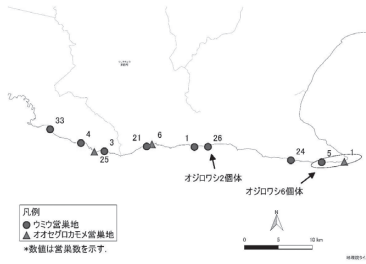 33
4
3
25
21
6
1
26
24
5
1
オジロワシ2個体
オジロワシ6個体
凡例
ウミウ営巣地
オオセグロカモメ営巣地
*数値は営巣数を示す.
N
0 2.5 5 10 km